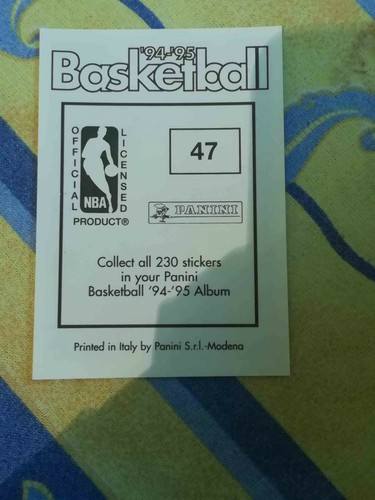 '94-'95
Basketball
OFFICIAL
LICENSED
NBA
PRODUCT®
47
PANINI
Collect all 230 stickers
in your Panini
Basketball '94-'95 Album
Printed in Italy by Panini S.r.l.-Modena